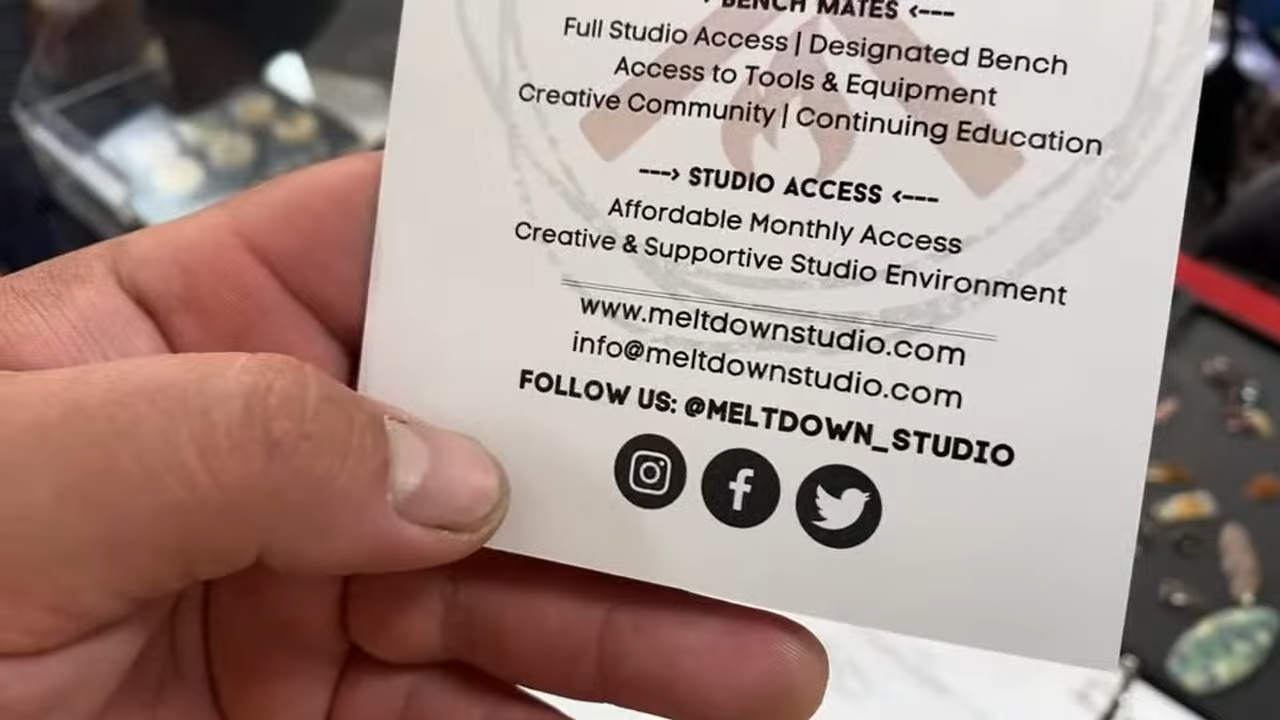 BENCH MATES <---
Full Studio Access | Designated Bench
Access to Tools & Equipment
Creative Community | Continuing Education
---> STUDIO ACCESS <---
Affordable Monthly Access
Creative & Supportive Studio Environment
www.meltdownstudio.com
info@meltdownstudio.com
FOLLOW US: @MELTDOWN_STUDIO